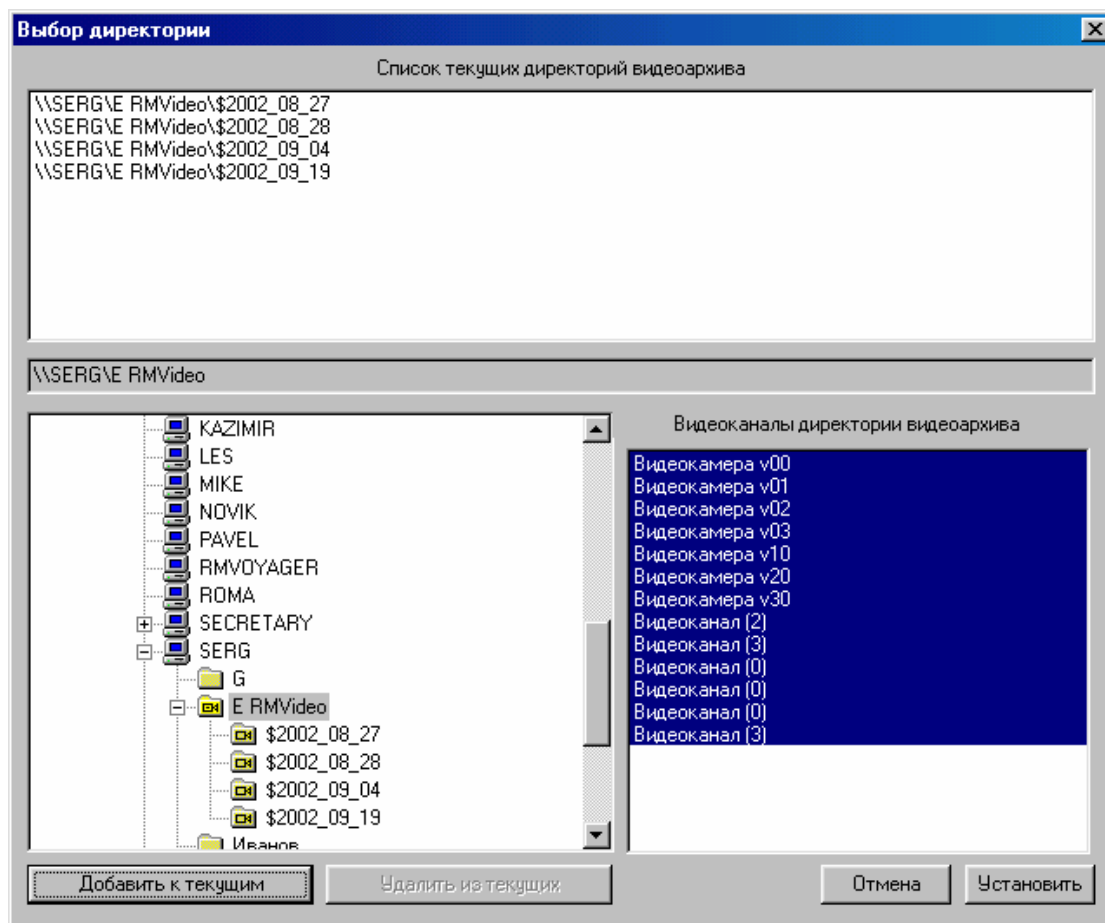 Выбор директории
Список текущих директорий видеоархива
\\SERG\E RMVideo\$2002_08_27
\\SERG\E RMVideo\$2002_08_28
\\SERG\E RMVideo\$2002_09_04
\\SERG\E RMVideo\$2002_09_19
\\SERG\E RMVideo
KAZIMIR
LES
MIKE
NOVIK
PAVEL
RMVOYAGER
ROMA
SECRETARY
SERG
G
E RMVideo
$2002_08_27
$2002_08_28
$2002_09_04
$2002_09_19
Иванов
Видеоканалы директории видеоархива
Видеокамера v00
Видеокамера v01
Видеокамера v02
Видеокамера v03
Видеокамера v10
Видеокамера v20
Видеокамера v30
Видеоканал (2)
Видеоканал (3)
Видеоканал (0)
Видеоканал (0)
Видеоканал (0)
Видеоканал (3)
Добавить к текущим
Удалить из текущих
Отмена
Установить